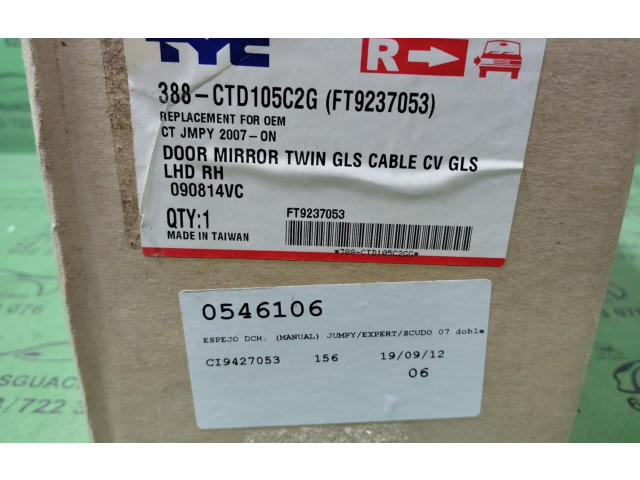 TYC
R
388-CTD105C2G (FT9237053)
REPLACEMENT FOR OEM
CT JMPY 2007-ON
DOOR MIRROR TWIN GLS CABLE CV GLS
LHD RH
090814VC
QTY:1
MADE IN TAIWAN
FT9237053
*388-CTD105C2GG*
0546106
ESPEJO DCH. (MANUAL) JUMPY/EXPERT/SCUDO 07 doble
CI9427053 156 19/09/12
06